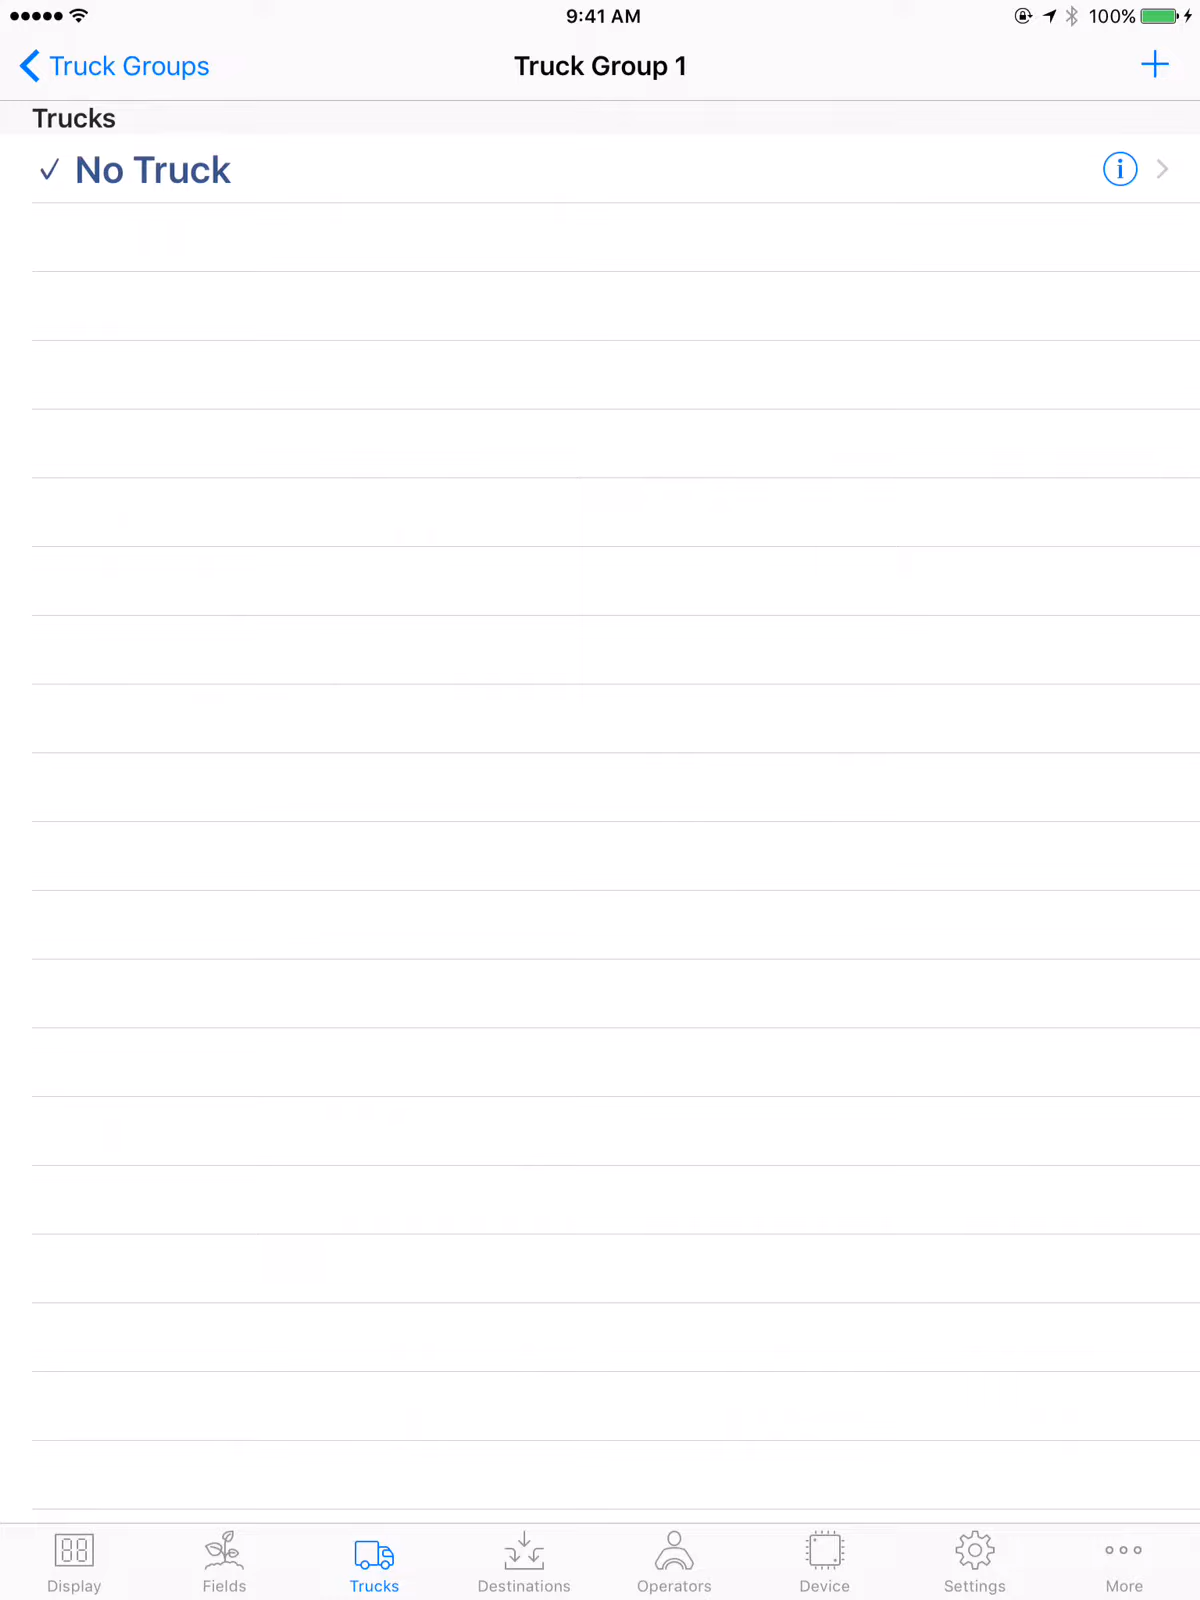 9:41 AM
100%
Truck Groups
Truck Group 1
Trucks
✓ No Truck
Display
Fields
Trucks
Destinations
Operators
Device
Settings
More